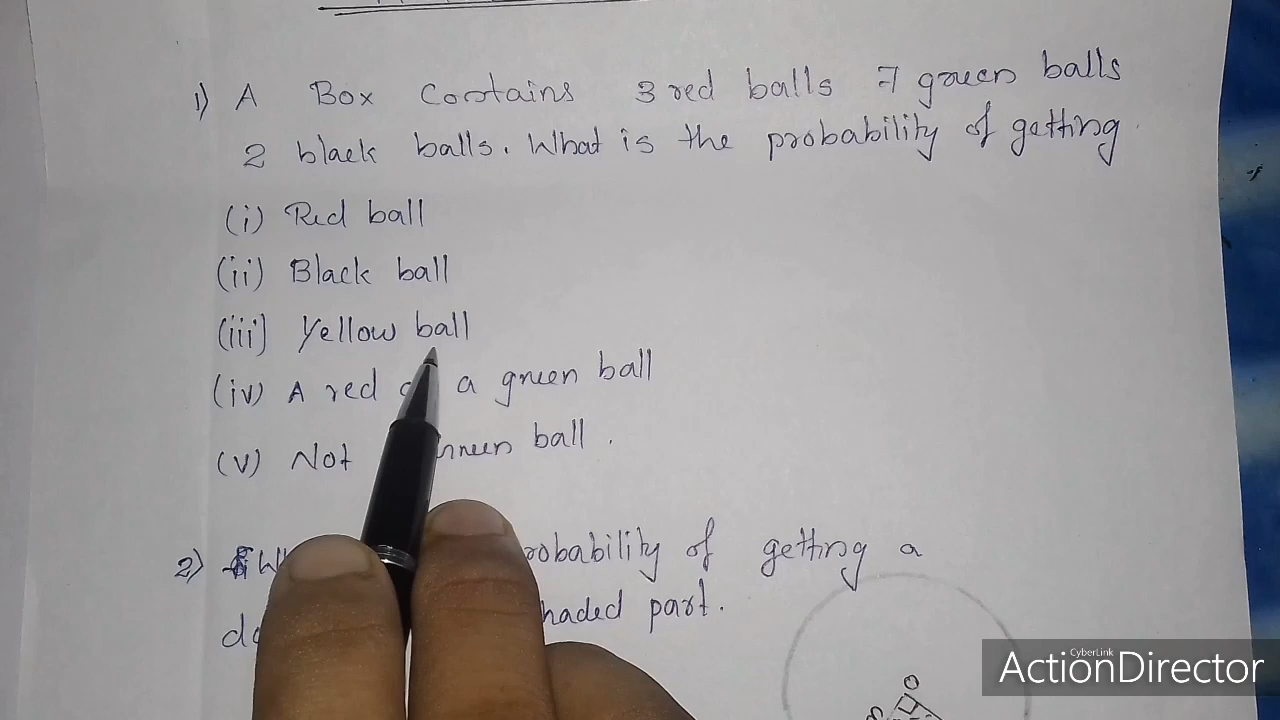 1) A Box Contains 3 red balls 7 green balls
2 black balls. What is the probability of getting
(i) Red ball
(ii) Black ball
(iii) Yellow ball
(iv) A red a green ball
(v) Not ball.
2) of getting a
part.
O
CyberLink
ActionDirector